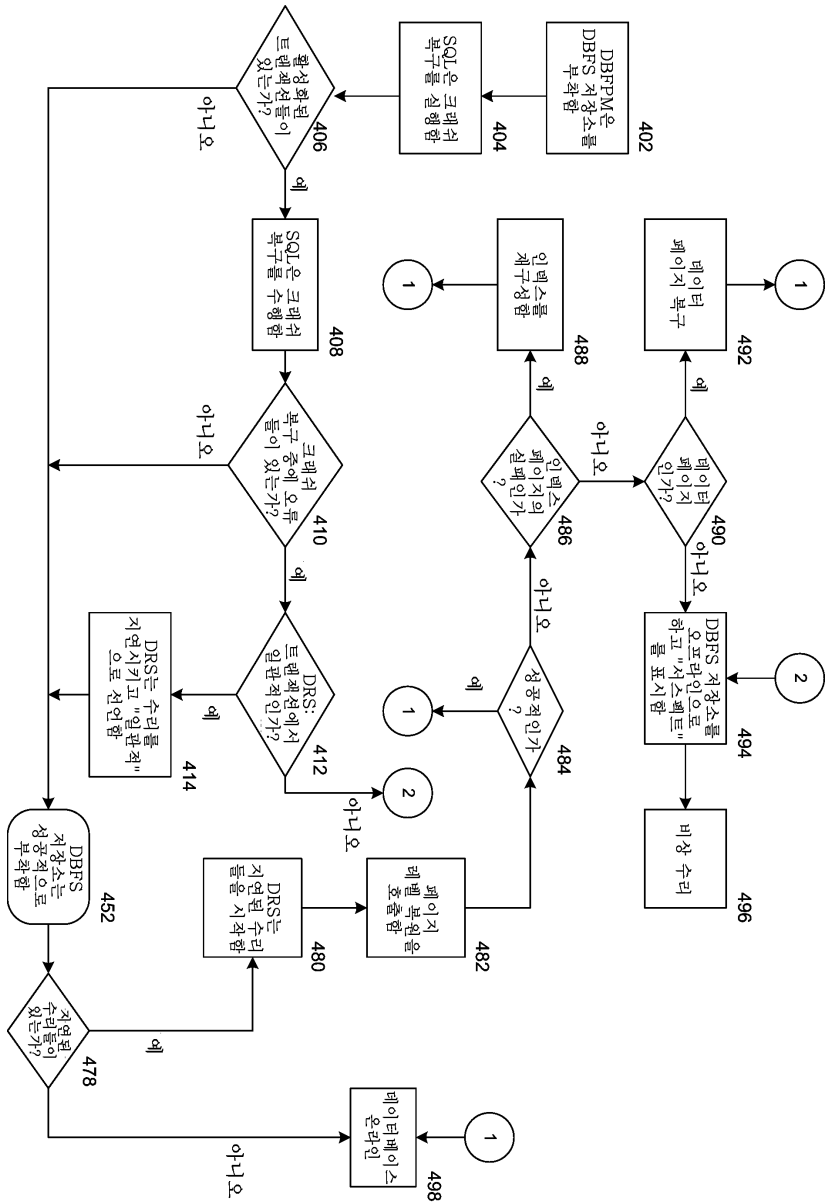 DBFPM은
DBFS 저장소를
부착함
402
SQL은 크래쉬
복구를 실행함
404
활성화된
트랜잭션들이
있는가?
406
예
아니오
SQL은 크래쉬
복구를 수행함
408
크래쉬
복구 중에 오류
들이 있는가?
410
예
아니오
DRS:
트랜잭션에서
일관적인가?
412
예
아니오
2
DRS는 수리를
지연시키고 "일관적"
으로 선언함
414
DBFS
저장소는
성공적으로
부착함
452
지연된
수리들이
있는가?
478
예
아니오
DRS는
지연된 수리
들을 시작함
480
페이지
레벨 복원을
호출함
482
성공적인가
?
484
예
1
아니오
인덱스
페이지의
실패인가
?
486
예
인덱스를
재구성함
488
1
아니오
데이터
페이지
인가?
490
예
데이터
페이지 복구
492
1
아니오
2
DBFS 저장소를
오프라인으로
하고 "서스펙트"
를 표시함
494
비상 수리
496
1
데이터베이스
온라인
498